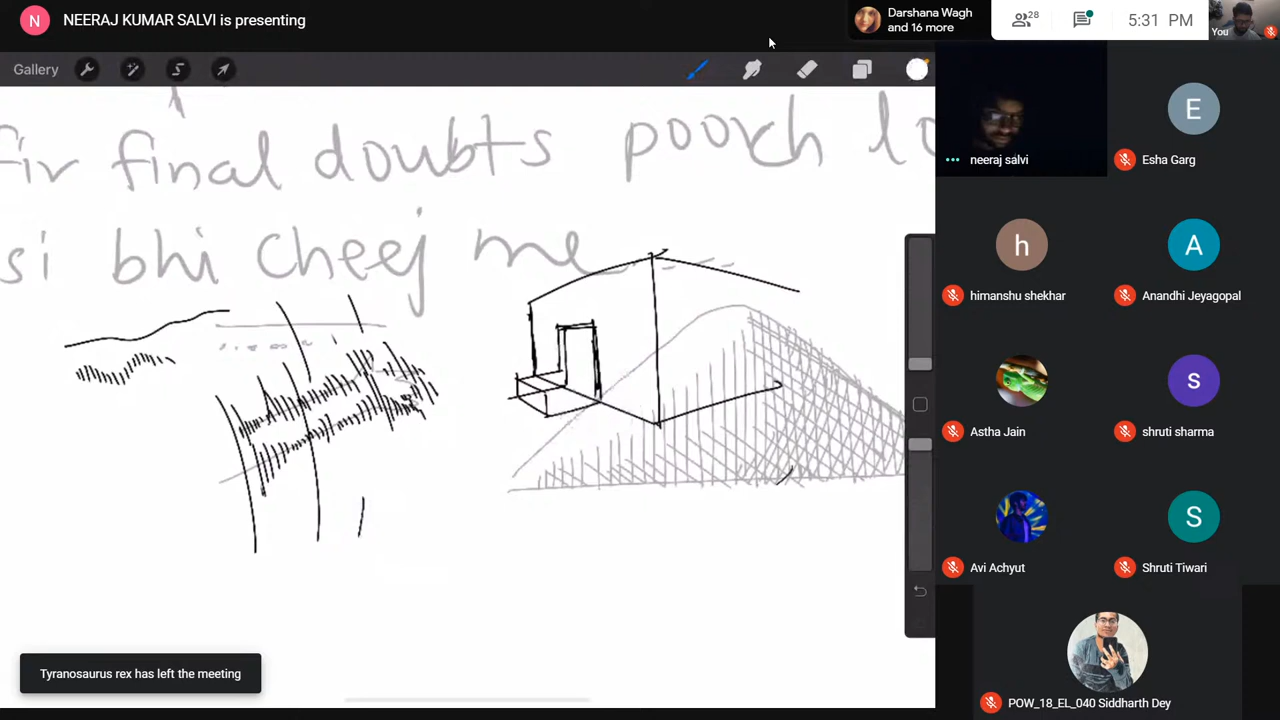 NEERAJ KUMAR SALVI is presenting
N
Darshana Wagh
and 16 more
28
5:31 PM
You
Gallery
fir final doubts pooch lo
si bhi cheej me
neeraj salvi
E
Esha Garg
h
himanshu shekhar
A
Anandhi Jeyagopal
Astha Jain
s
shruti sharma
Avi Achyut
S
Shruti Tiwari
POW_18_EL_040 Siddharth Dey
Tyranosaurus rex has left the meeting